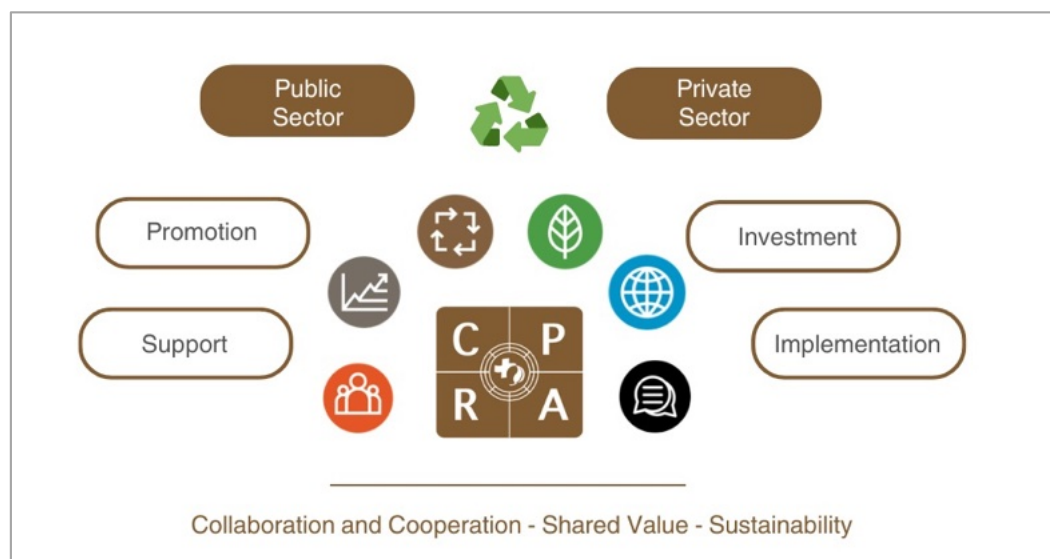 Public
Sector
Private
Sector
Promotion
Investment
Support
Implementation
C P
R A
Collaboration and Cooperation - Shared Value - Sustainability